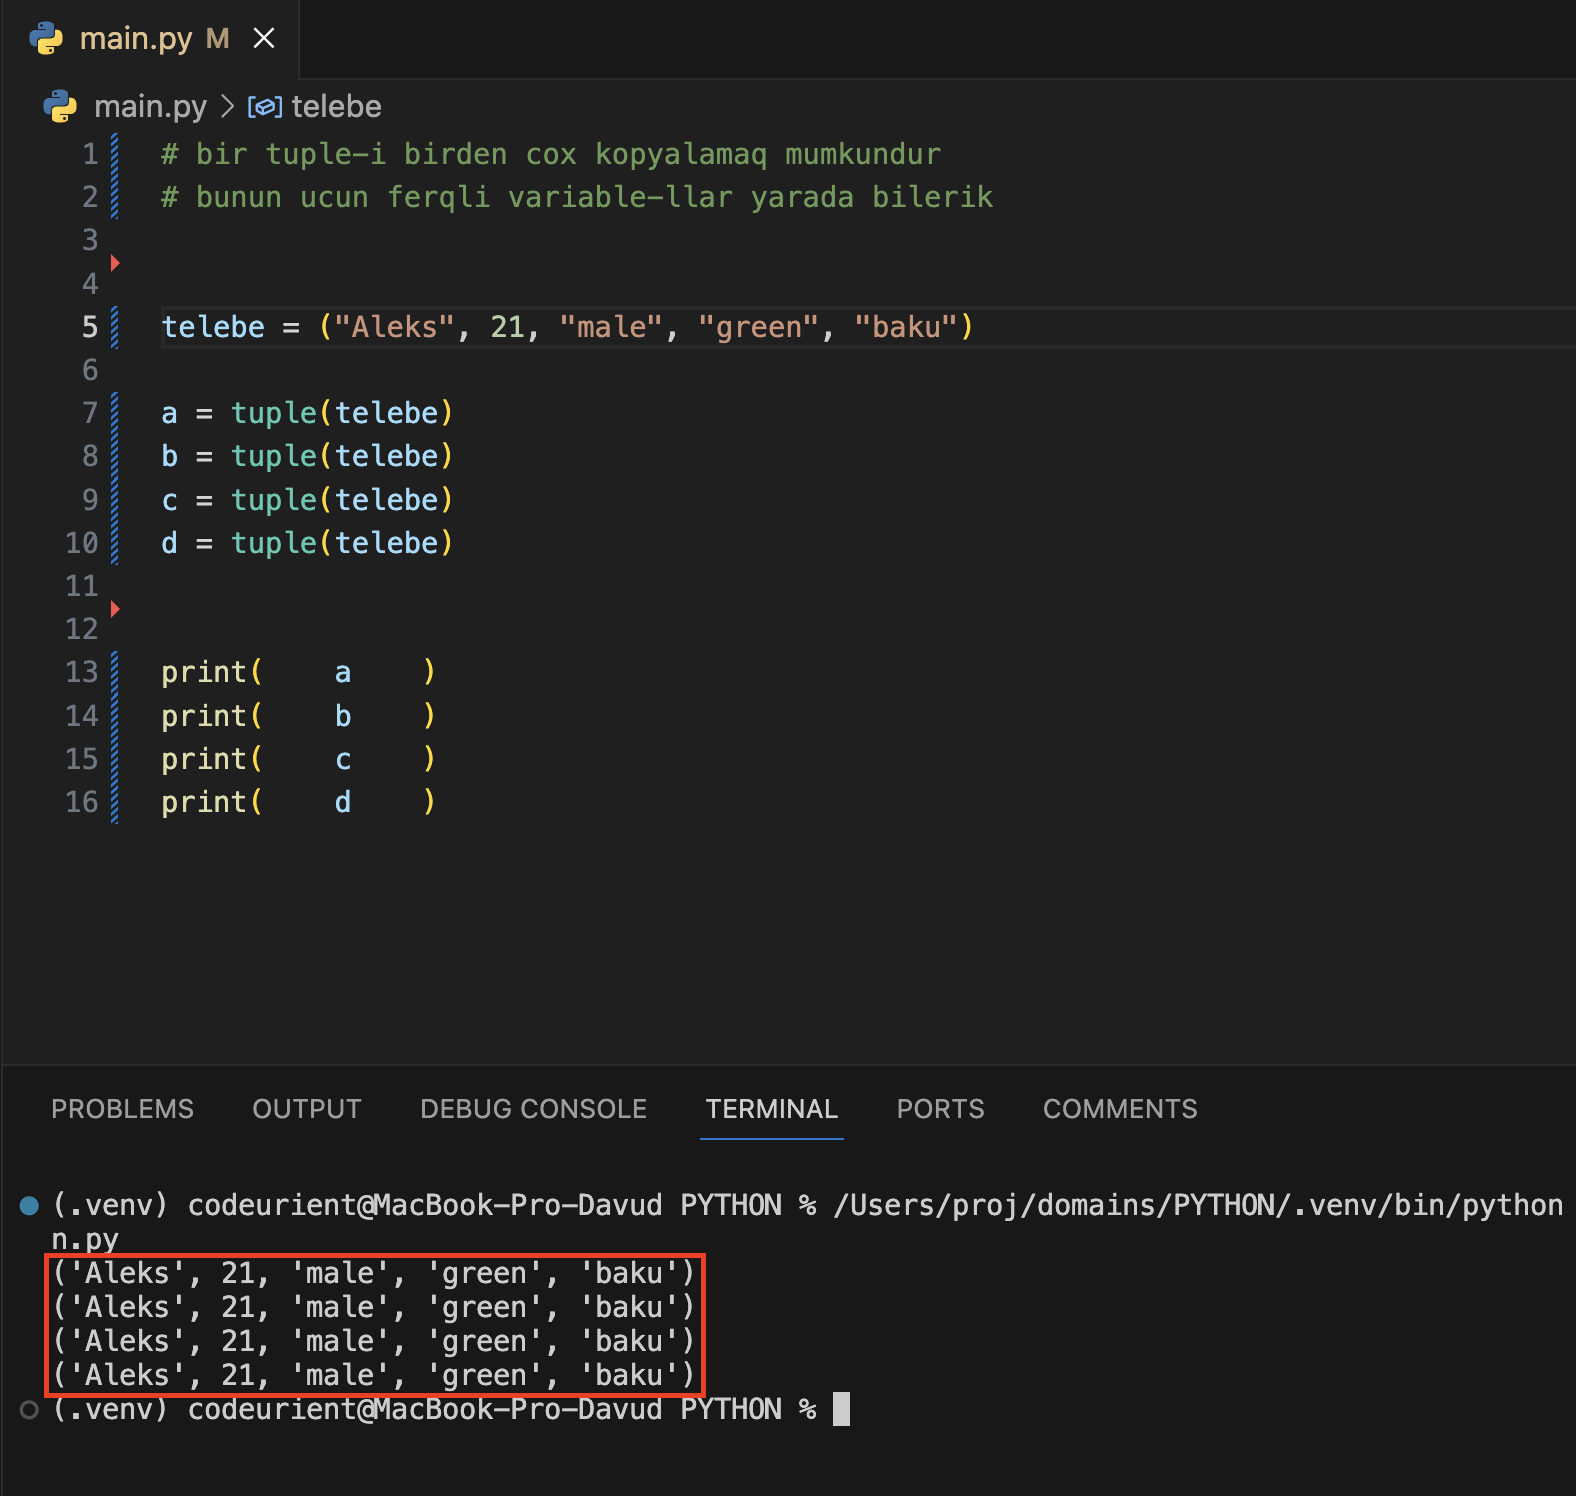 main.py M
main.py > telebe
1 # bir tuple-i birden cox kopyalamaq mumkundur
2 # bunun ucun ferqli variable-llar yarada bilerik
3
4
5 telebe = ("Aleks", 21, "male", "green", "baku")
6
7 a = tuple(telebe)
8 b = tuple(telebe)
9 c = tuple(telebe)
10 d = tuple(telebe)
11
12
13 print(    a    )
14 print(    b    )
15 print(    c    )
16 print(    d    )
PROBLEMS OUTPUT DEBUG CONSOLE TERMINAL PORTS COMMENTS
(.venv) codeurient@MacBook-Pro-Davud PYTHON % /Users/proj/domains/PYTHON/.venv/bin/python
n.py
('Aleks', 21, 'male', 'green', 'baku')
('Aleks', 21, 'male', 'green', 'baku')
('Aleks', 21, 'male', 'green', 'baku')
('Aleks', 21, 'male', 'green', 'baku')
(.venv) codeurient@MacBook-Pro-Davud PYTHON %